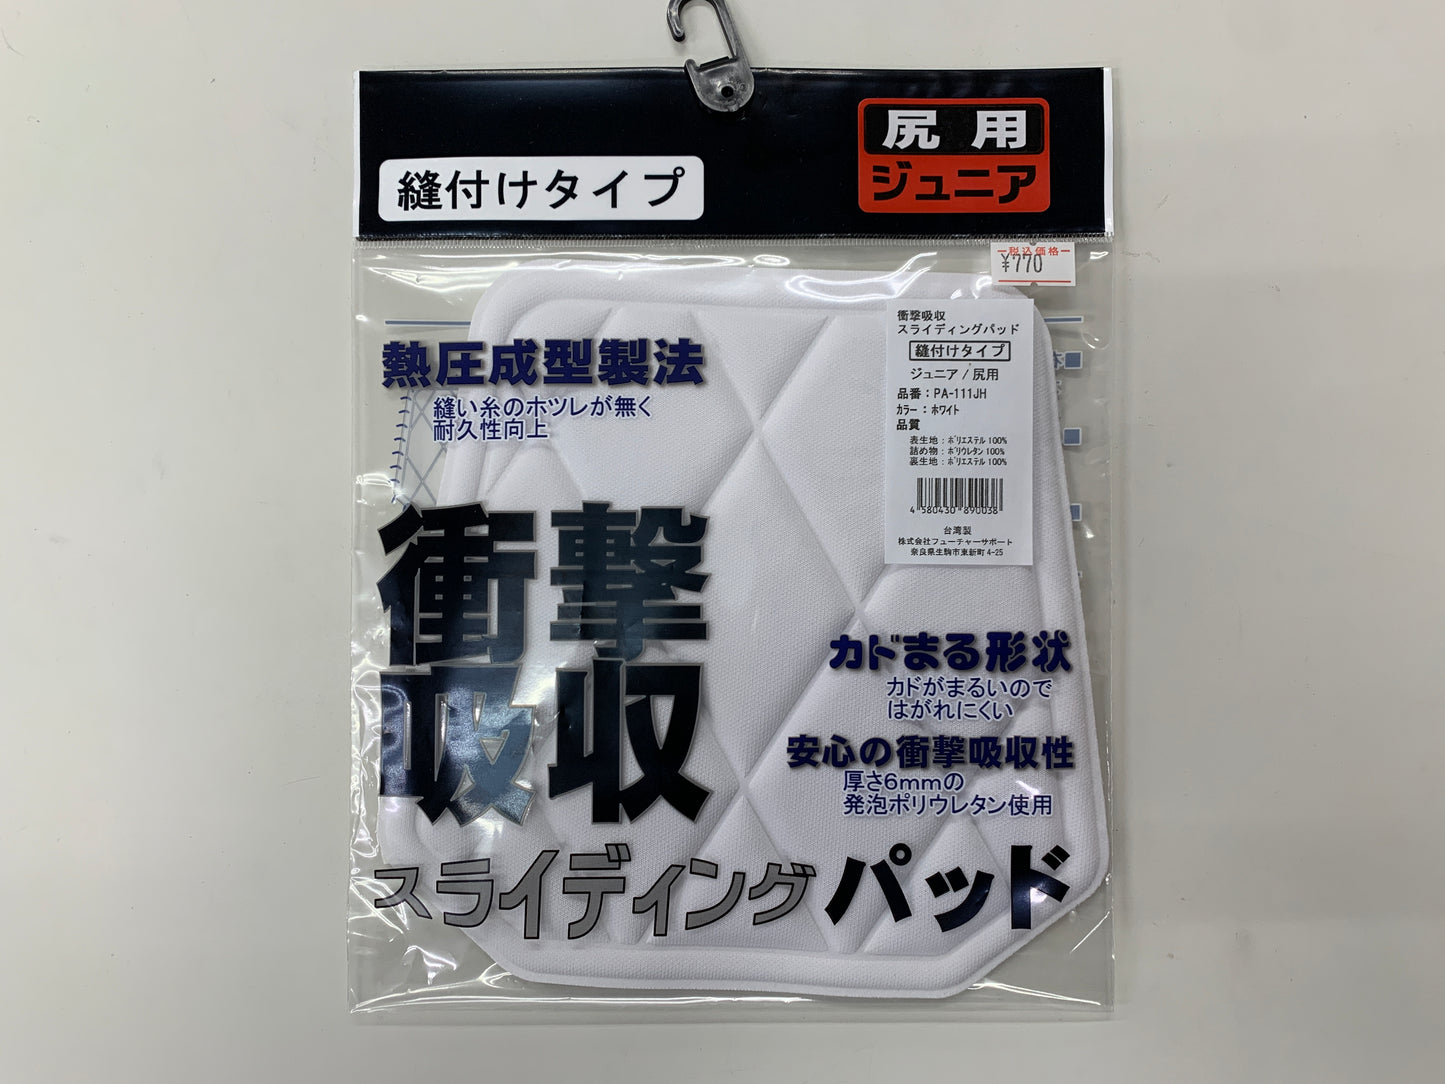 尻用
ジュニア
縫付けタイプ
税込価格
¥770
衝撃吸収
スライディングパッド
縫付けタイプ
ジュニア / 尻用
品番：PA-111JH
カラー：ホワイト
品質
表生地：ポリエステル 100%
詰め物：ポリウレタン 100%
裏生地：ポリエステル 100%
4 580430 890038
台湾製
株式会社フューチャーサポート
奈良県生駒市東新町 4-25
熱圧成型製法
縫い糸のホツレが無く
耐久性向上
衝撃
吸収
カドまる形状
カドがまるいので
はがれにくい
安心の衝撃吸収性
厚さ6mmの
発泡ポリウレタン使用
スライディングパッド